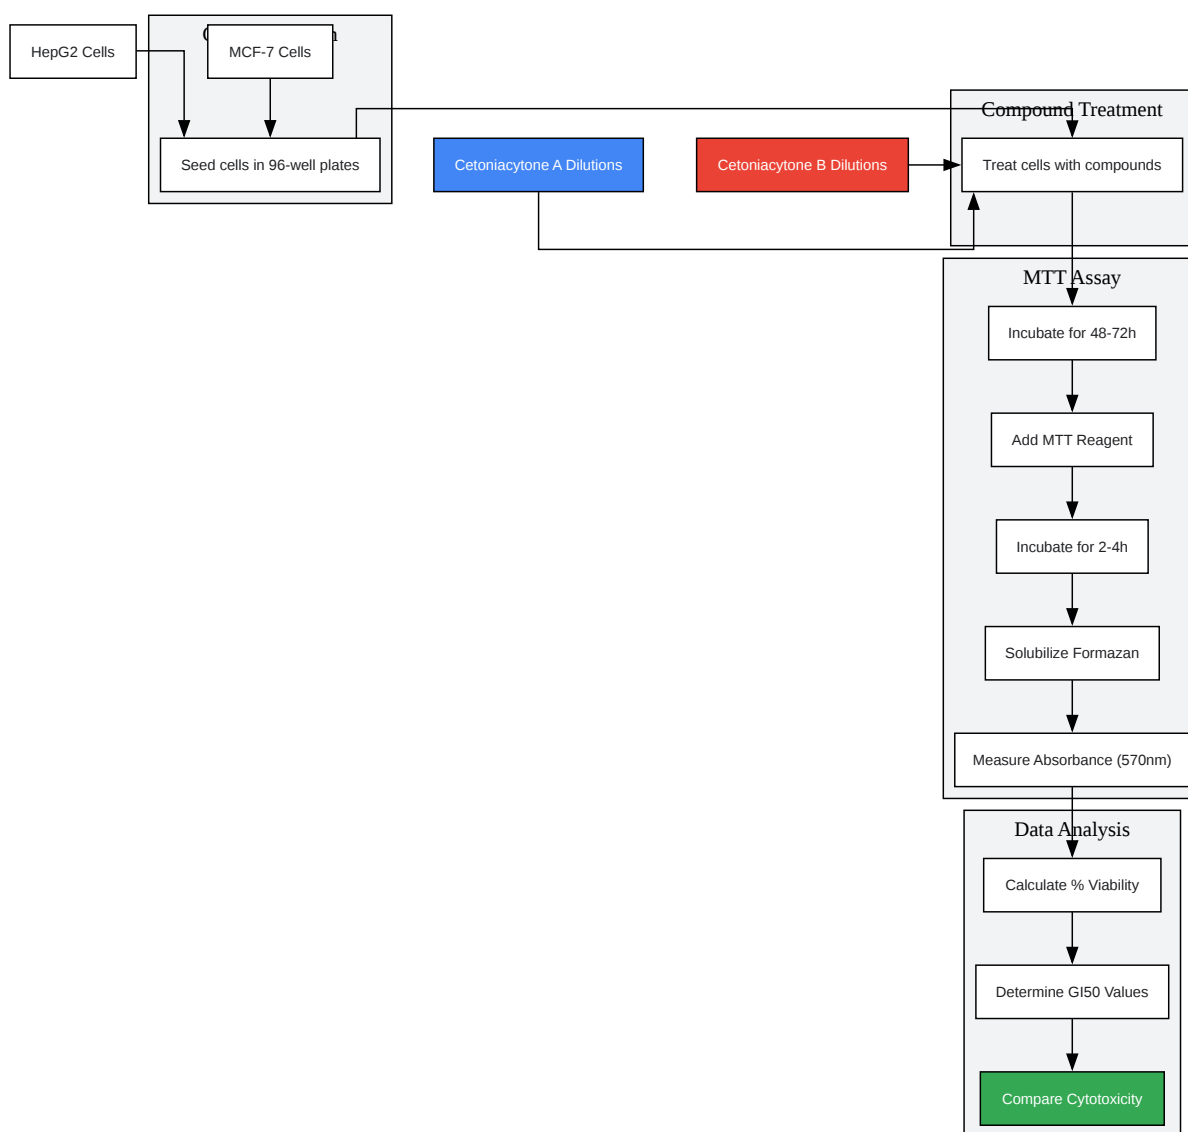 HepG2 Cells
MCF-7 Cells
Seed cells in 96-well plates
Cetoniacytone A Dilutions
Cetoniacytone B Dilutions
Compound Treatment
Treat cells with compounds
MTT Assay
Incubate for 48-72h
Add MTT Reagent
Incubate for 2-4h
Solubilize Formazan
Measure Absorbance (570nm)
Data Analysis
Calculate % Viability
Determine GI50 Values
Compare Cytotoxicity